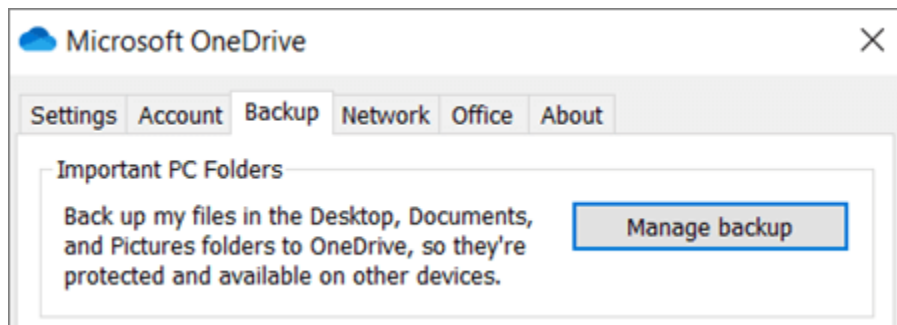 Microsoft OneDrive
Settings Account Backup Network Office About
Important PC Folders
Back up my files in the Desktop, Documents,
and Pictures folders to OneDrive, so they're
protected and available on other devices.
Manage backup